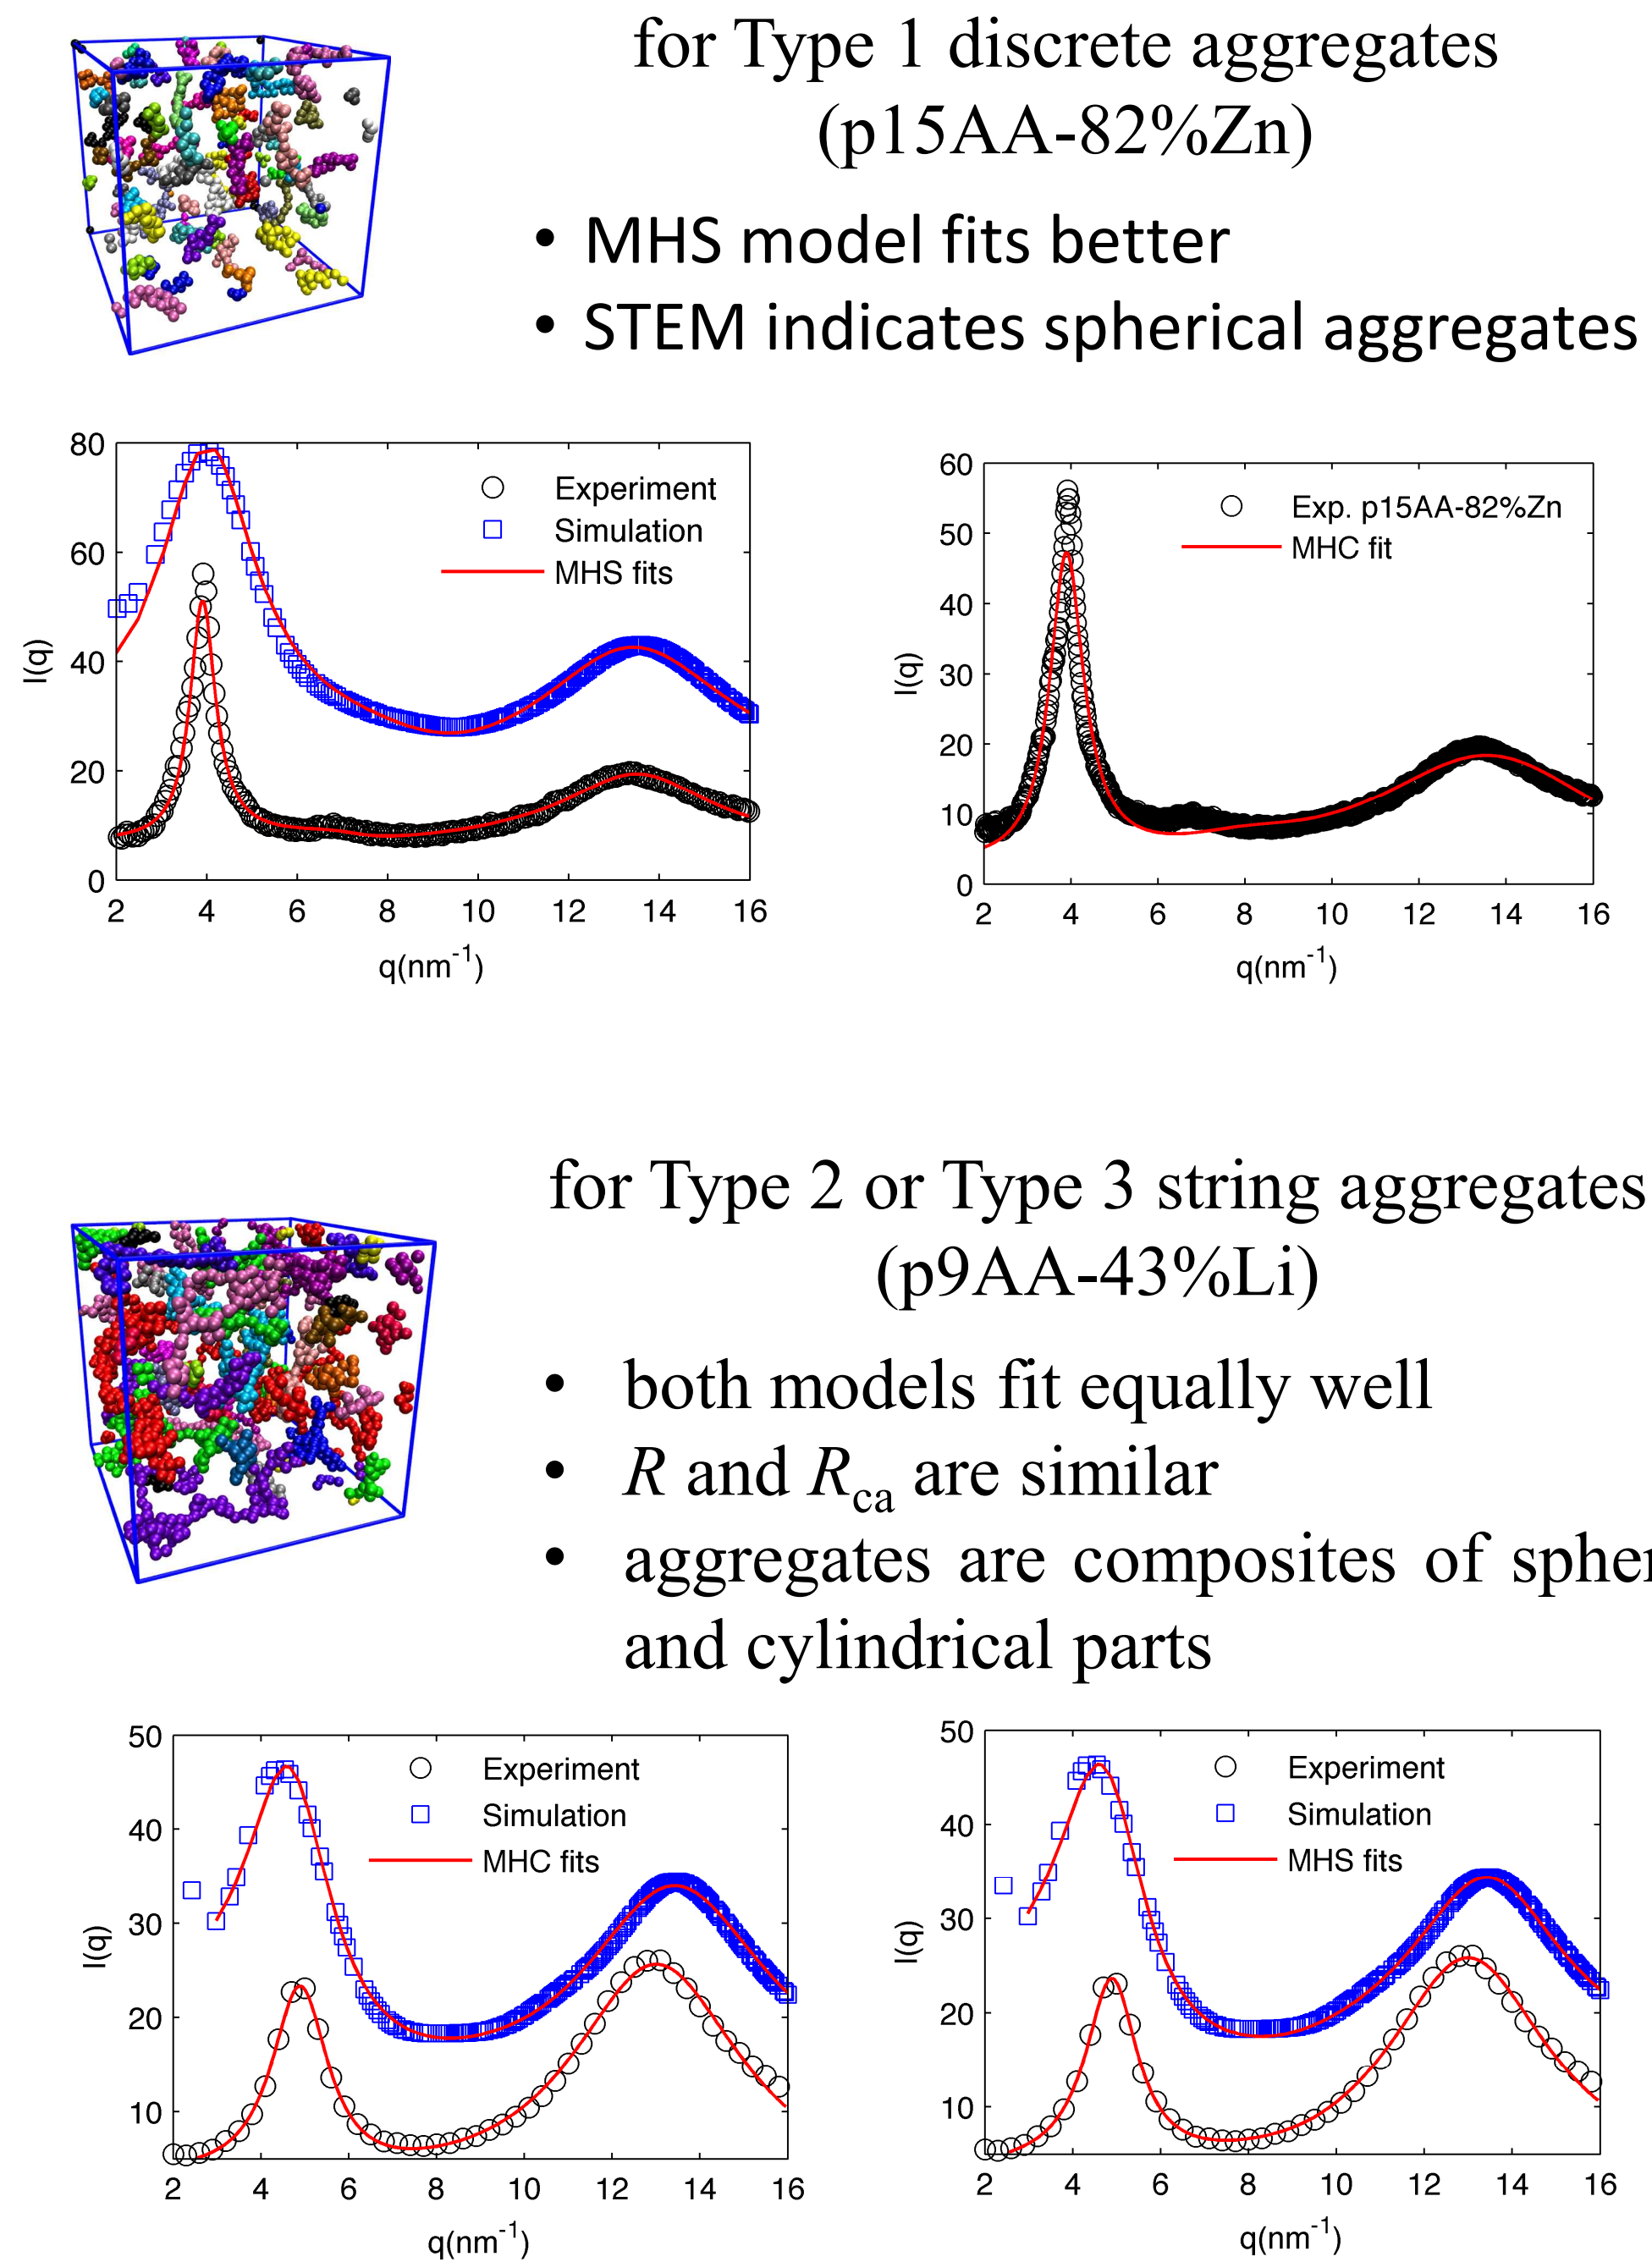 for Type 1 discrete aggregates
(p15AA-82%Zn)
• MHS model fits better
• STEM indicates spherical aggregates
80
60
40
20
0
I(q)
Experiment
Simulation
MHS fits
2 4 6 8 10 12 14 16
q(nm⁻¹)
60
50
40
30
20
10
0
I(q)
Exp. p15AA-82%Zn
MHC fit
2 4 6 8 10 12 14 16
q(nm⁻¹)
for Type 2 or Type 3 string aggregates
(p9AA-43%Li)
• both models fit equally well
• R and Rca are similar
• aggregates are composites of spher
and cylindrical parts
50
40
30
20
10
I(q)
Experiment
Simulation
MHC fits
2 4 6 8 10 12 14 16
q(nm⁻¹)
50
40
30
20
10
I(q)
Experiment
Simulation
MHS fits
2 4 6 8 10 12 14 16
q(nm⁻¹)